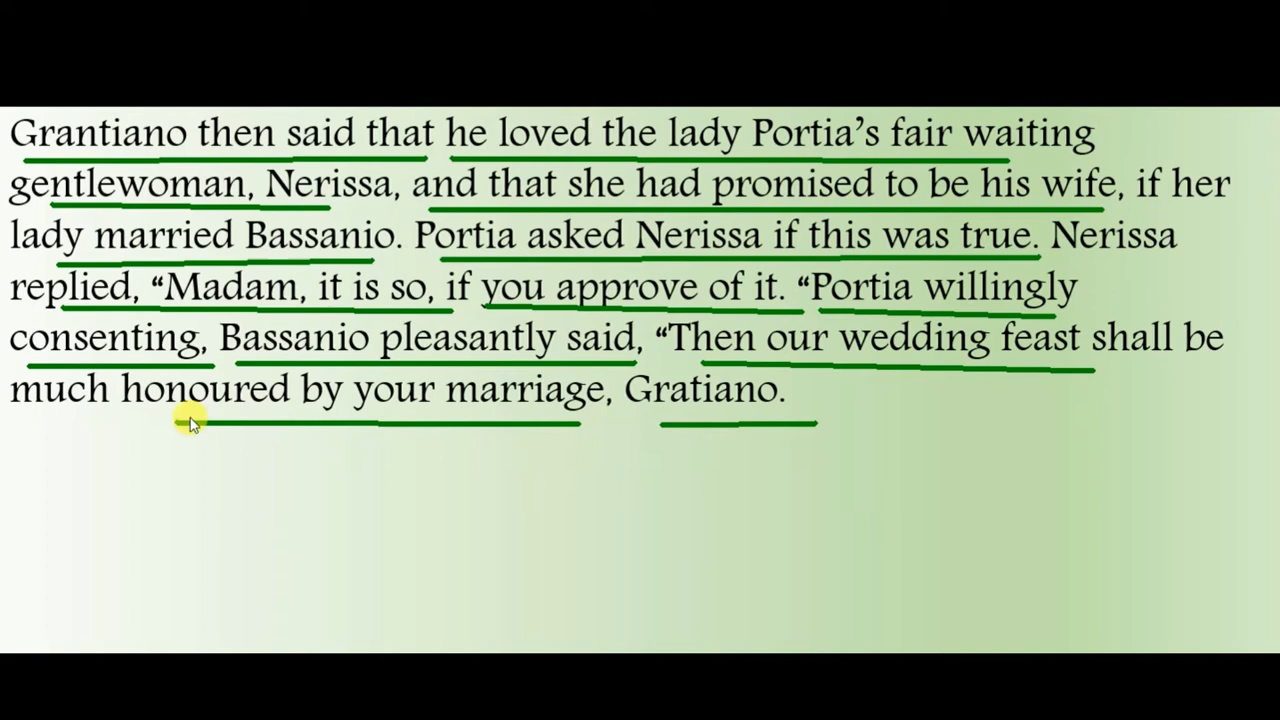 Grantiano then said that he loved the lady Portia’s fair waiting
gentlewoman, Nerissa, and that she had promised to be his wife, if her
lady married Bassanio. Portia asked Nerissa if this was true. Nerissa
replied, “Madam, it is so, if you approve of it. “Portia willingly
consenting, Bassanio pleasantly said, “Then our wedding feast shall be
much honoured by your marriage, Gratiano.